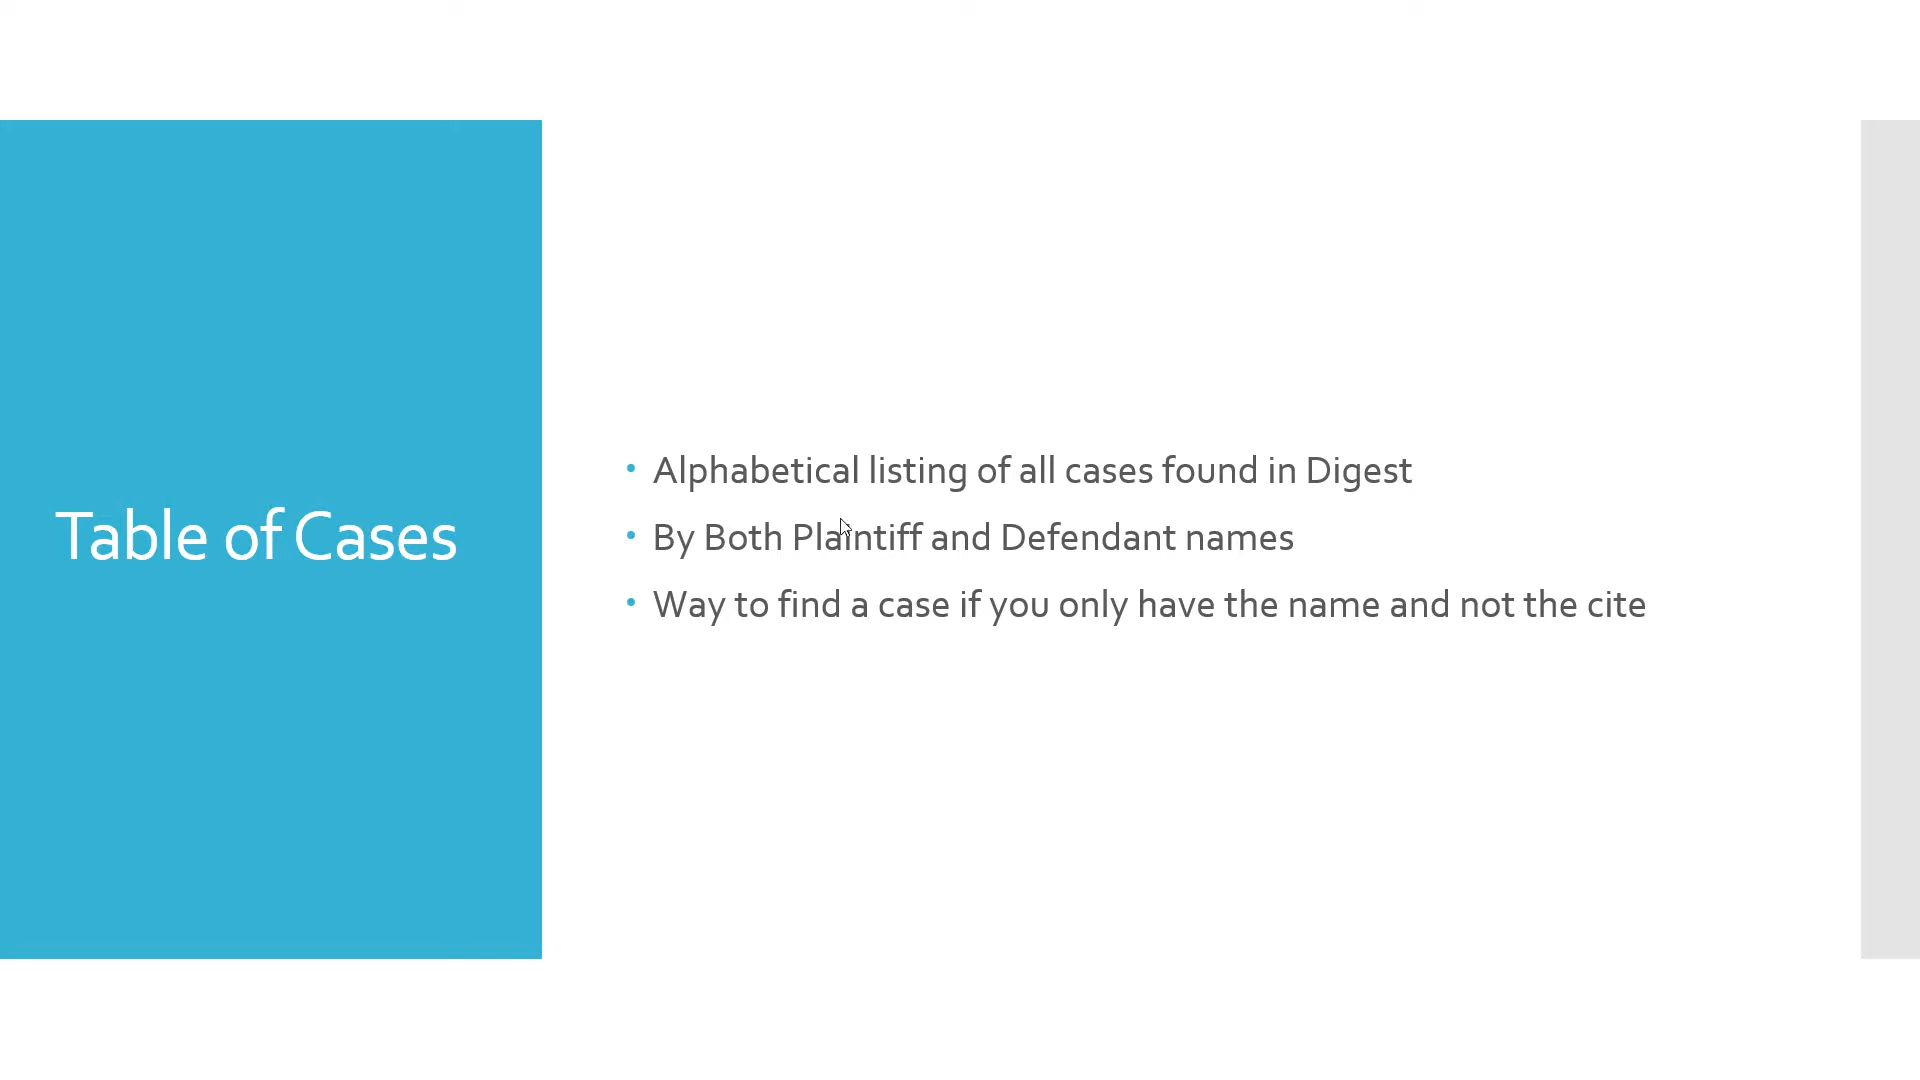 Table of Cases
• Alphabetical listing of all cases found in Digest
• By Both Plaintiff and Defendant names
• Way to find a case if you only have the name and not the cite